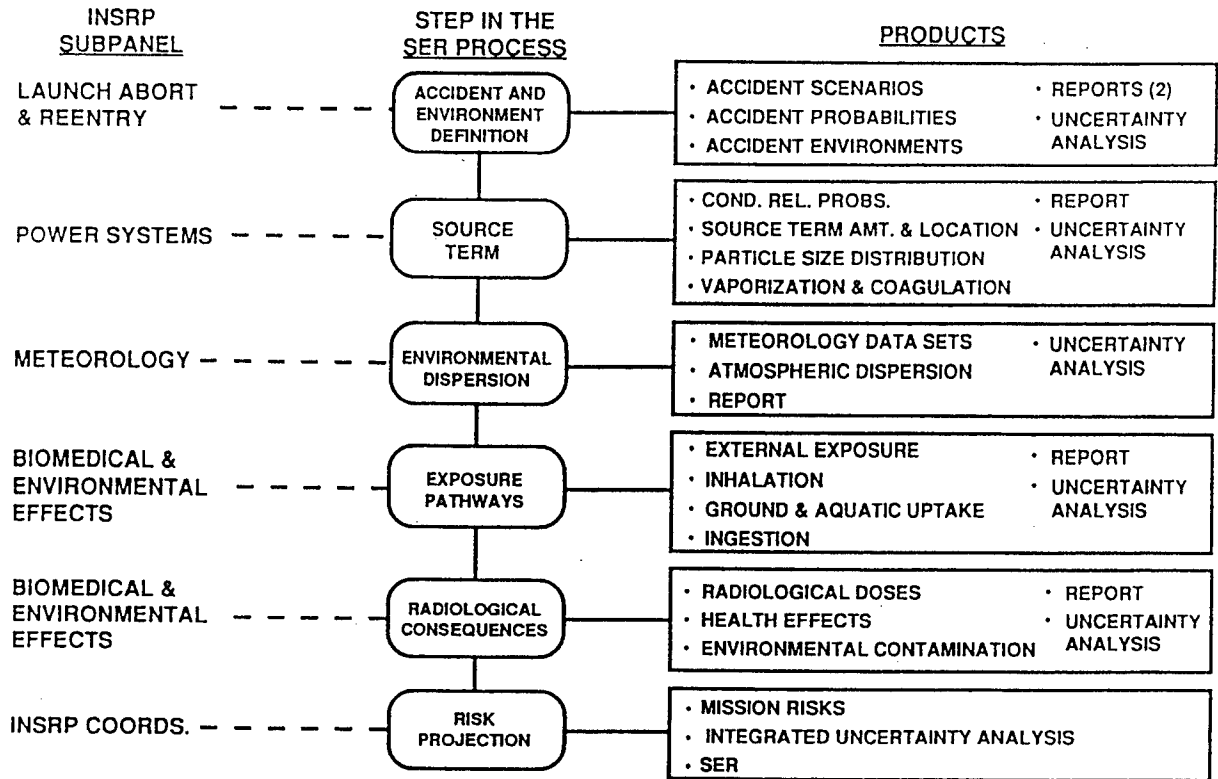 INSRP
SUBPANEL
STEP IN THE
SER PROCESS
PRODUCTS
LAUNCH ABORT
& REENTRY
ACCIDENT AND
ENVIRONMENT
DEFINITION
· ACCIDENT SCENARIOS
· ACCIDENT PROBABILITIES
· ACCIDENT ENVIRONMENTS
· REPORTS (2)
· UNCERTAINTY
ANALYSIS
POWER SYSTEMS
SOURCE
TERM
· COND. REL. PROBS.
· SOURCE TERM AMT. & LOCATION
· PARTICLE SIZE DISTRIBUTION
· VAPORIZATION & COAGULATION
· REPORT
· UNCERTAINTY
ANALYSIS
METEOROLOGY
ENVIRONMENTAL
DISPERSION
· METEOROLOGY DATA SETS
· ATMOSPHERIC DISPERSION
· REPORT
· UNCERTAINTY
ANALYSIS
BIOMEDICAL &
ENVIRONMENTAL
EFFECTS
EXPOSURE
PATHWAYS
· EXTERNAL EXPOSURE
· INHALATION
· GROUND & AQUATIC UPTAKE
· INGESTION
· REPORT
· UNCERTAINTY
ANALYSIS
BIOMEDICAL &
ENVIRONMENTAL
EFFECTS
RADIOLOGICAL
CONSEQUENCES
· RADIOLOGICAL DOSES
· HEALTH EFFECTS
· ENVIRONMENTAL CONTAMINATION
· REPORT
· UNCERTAINTY
ANALYSIS
INSRP COORDS.
RISK
PROJECTION
· MISSION RISKS
· INTEGRATED UNCERTAINTY ANALYSIS
· SER